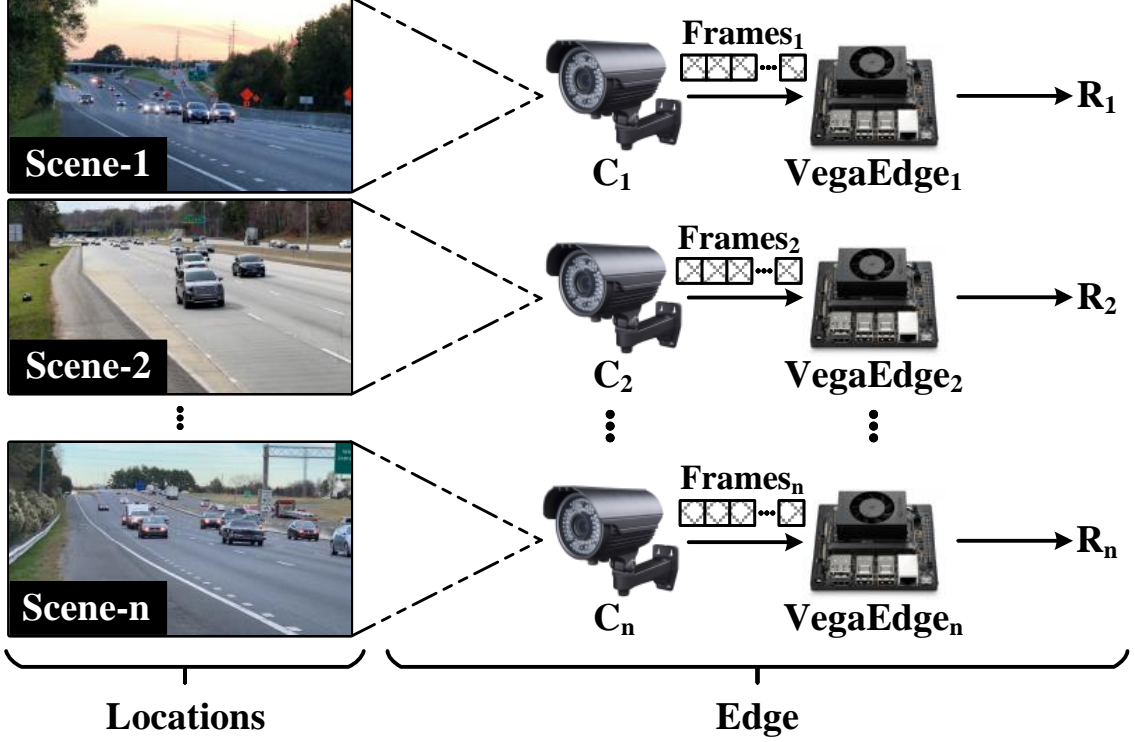 Scene-1
Frames₁
C₁
VegaEdge₁
R₁
Scene-2
Frames₂
C₂
VegaEdge₂
R₂
Scene-n
Framesₙ
Cₙ
VegaEdgeₙ
Rₙ
Locations
Edge